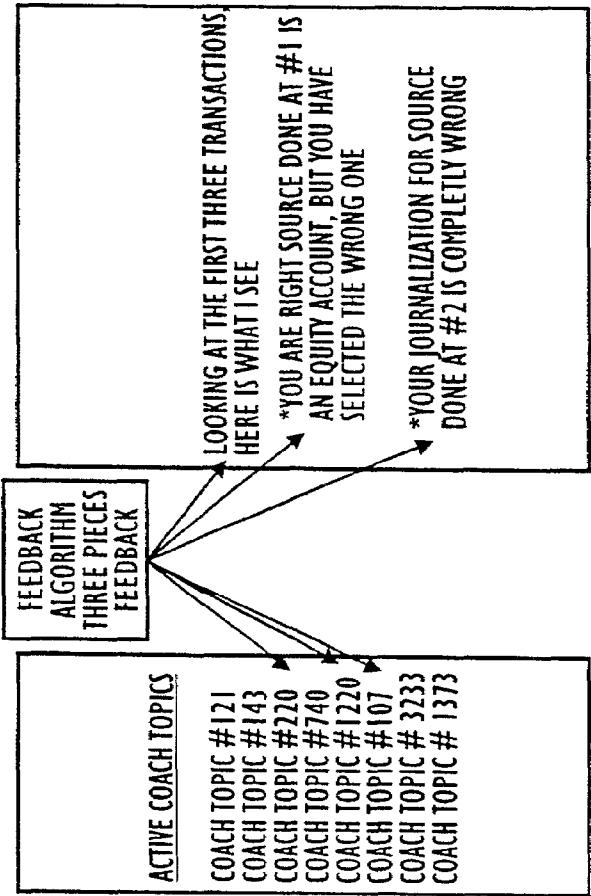 ACTIVE COACH TOPICS
COACH TOPIC #121
COACH TOPIC #143
COACH TOPIC #220
COACH TOPIC #740
COACH TOPIC #1220
COACH TOPIC #107
COACH TOPIC # 3233
COACH TOPIC # 1373
FEEDBACK
ALGORITHM
THREE PIECES
FEEDBACK
LOOKING AT THE FIRST THREE TRANSACTIONS,
HERE IS WHAT I SEE
*YOU ARE RIGHT SOURCE DONE AT #1 IS
AN EQUITY ACCOUNT, BUT YOU HAVE
SELECTED THE WRONG ONE
*YOUR JOURNALIZATION FOR SOURCE
DONE AT #2 IS COMPLETLY WRONG